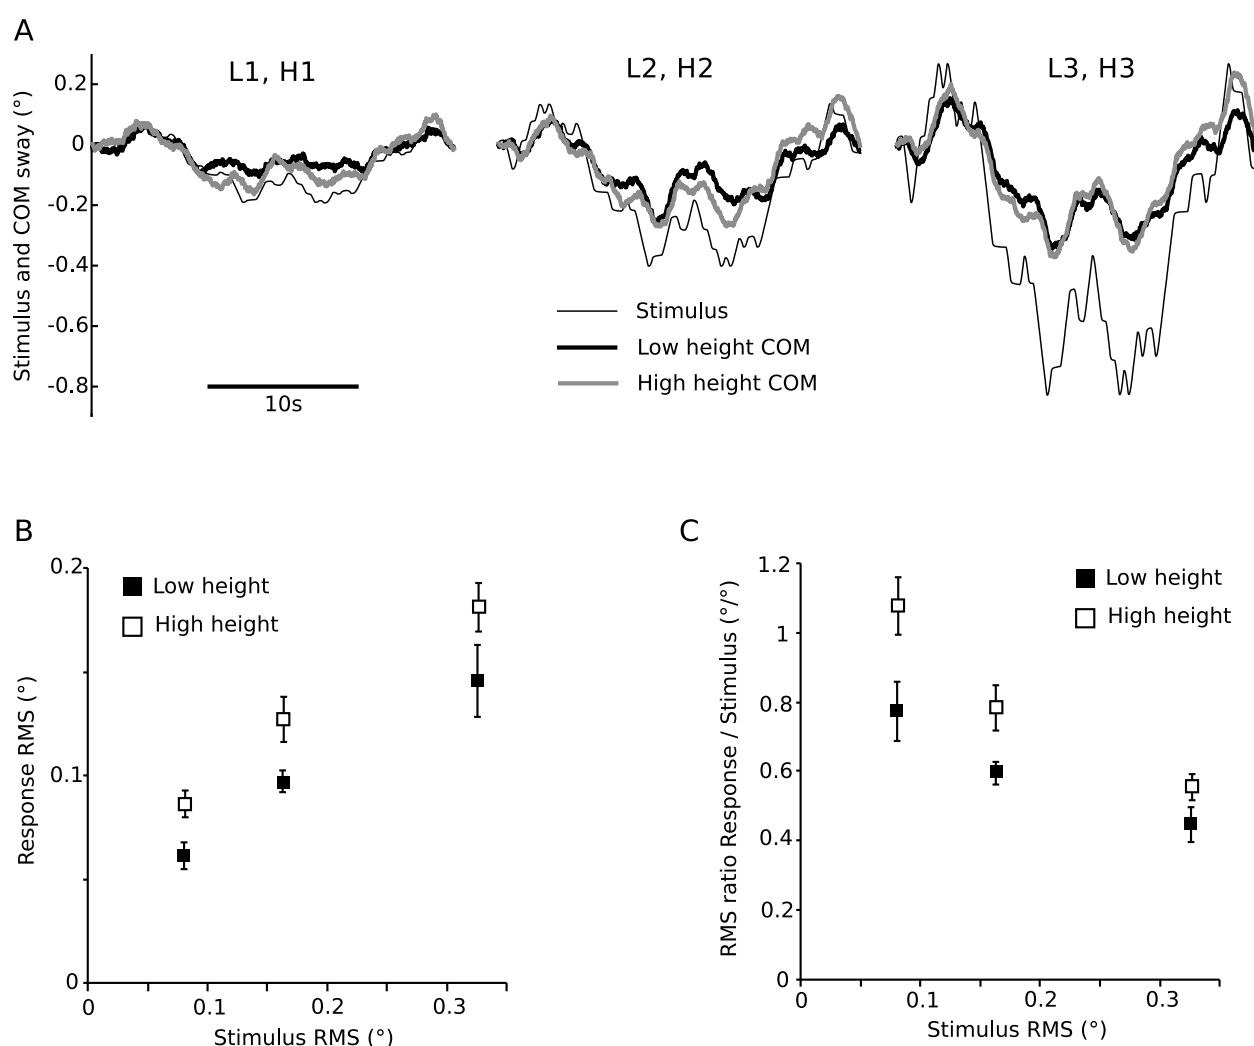 A
L1, H1
L2, H2
L3, H3
Stimulus and COM sway (°)
0.2
0
-0.2
-0.4
-0.6
-0.8
10s
Stimulus
Low height COM
High height COM
B
Response RMS (°)
0.2
0.1
0
Low height
High height
0
0.1
0.2
0.3
Stimulus RMS (°)
C
RMS ratio Response / Stimulus (°/°)
1.2
1
0.8
0.6
0.4
0.2
0
Low height
High height
0
0.1
0.2
0.3
Stimulus RMS (°)